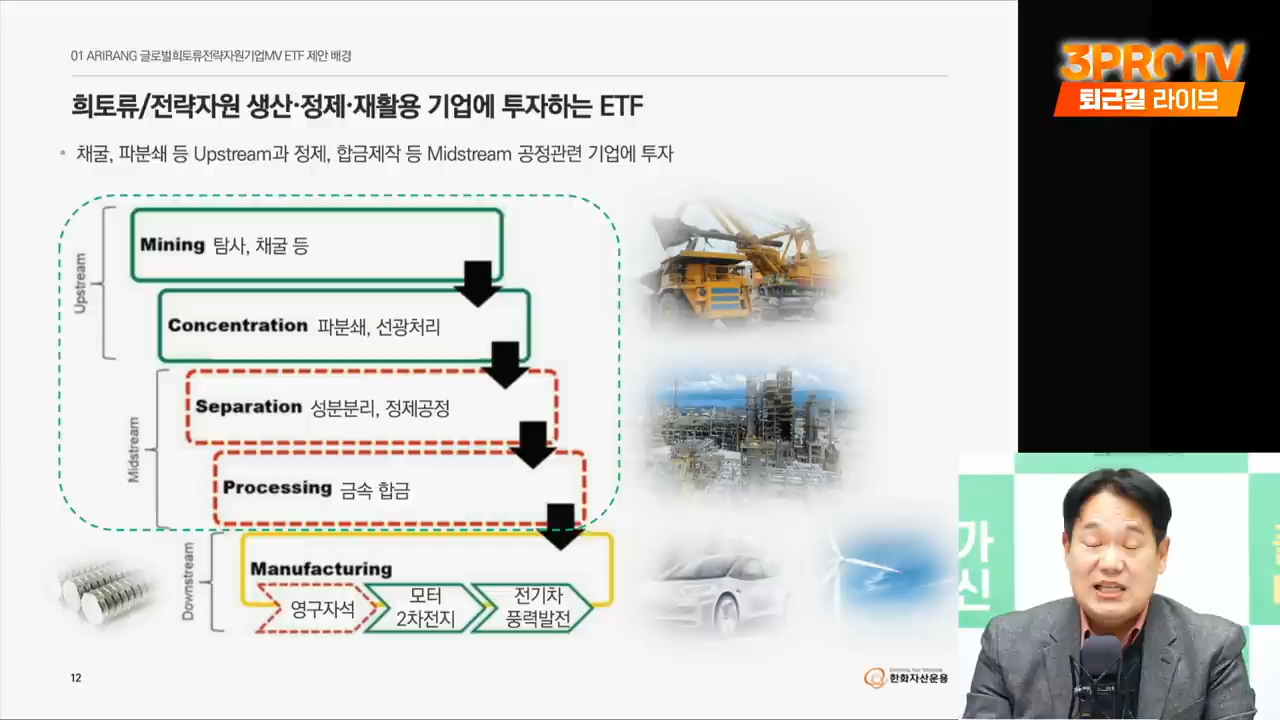 01 ARIRANG 글로벌희토류전략자원기업MV ETF 제안 배경
희토류/전략자원 생산·정제·재활용 기업에 투자하는 ETF
• 채굴, 파분쇄 등 Upstream과 정제, 합금제작 등 Midstream 공정관련 기업에 투자
Upstream
Mining 탐사, 채굴 등
Concentration 파분쇄, 선광처리
Midstream
Separation 성분분리, 정제공정
Processing 금속 합금
Downstream
Manufacturing
영구자석
모터
2차전지
전기차
풍력발전
12
한화자산운용
3PRO TV
퇴근길 라이브
가
신